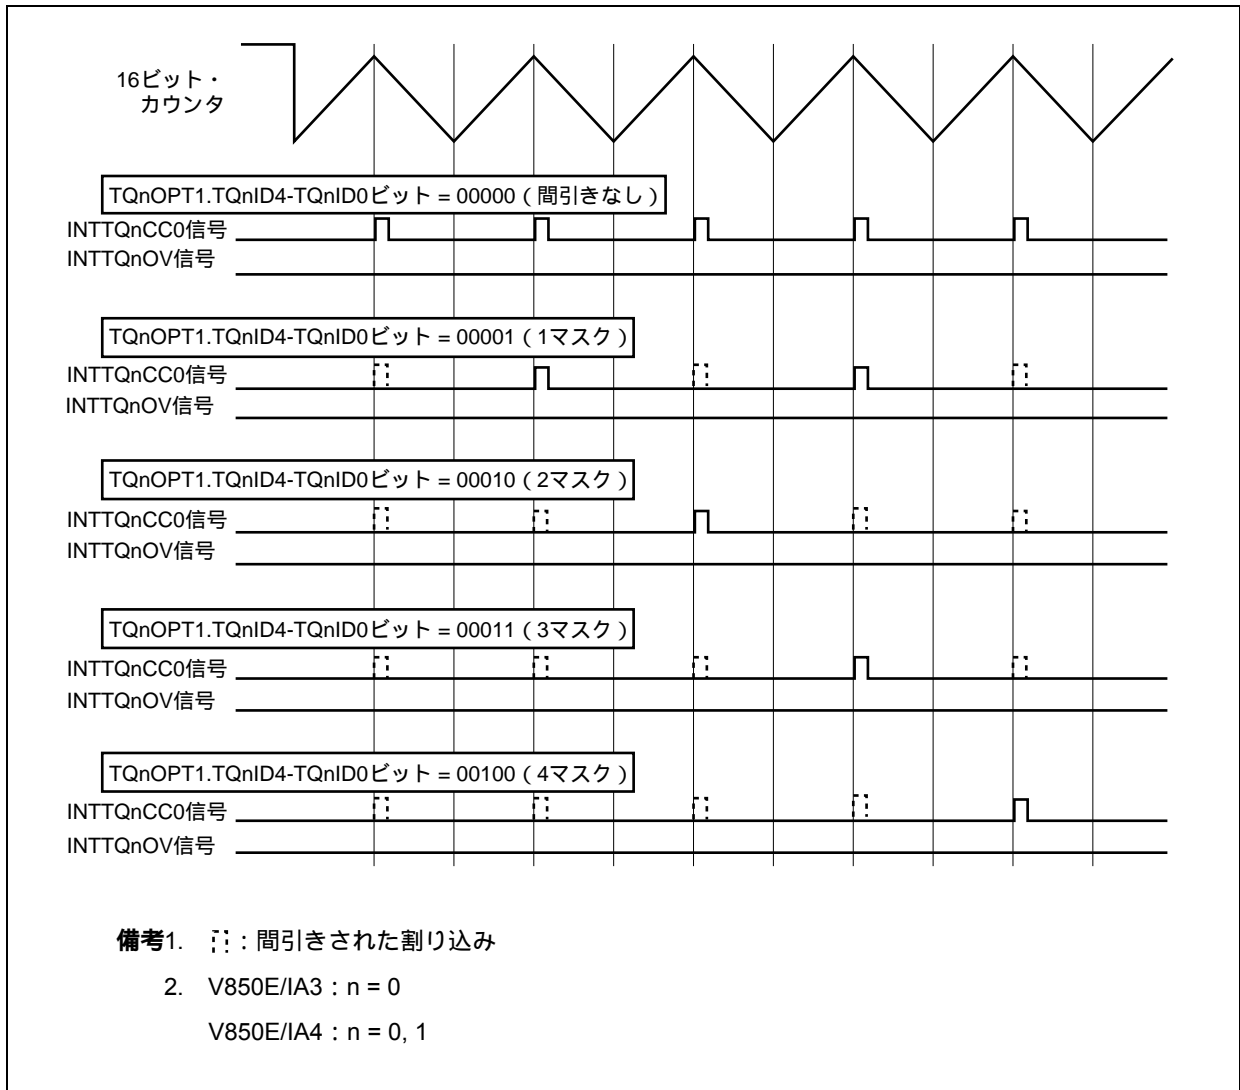 16ビット・
カウンタ
TQnOPT1.TQnID4-TQnID0ビット = 00000（間引きなし）
INTTQnCC0信号
INTTQnOV信号
TQnOPT1.TQnID4-TQnID0ビット = 00001（1マスク）
INTTQnCC0信号
INTTQnOV信号
TQnOPT1.TQnID4-TQnID0ビット = 00010（2マスク）
INTTQnCC0信号
INTTQnOV信号
TQnOPT1.TQnID4-TQnID0ビット = 00011（3マスク）
INTTQnCC0信号
INTTQnOV信号
TQnOPT1.TQnID4-TQnID0ビット = 00100（4マスク）
INTTQnCC0信号
INTTQnOV信号
備考1. ：間引きされた割り込み
2. V850E/IA3：n = 0
V850E/IA4：n = 0, 1